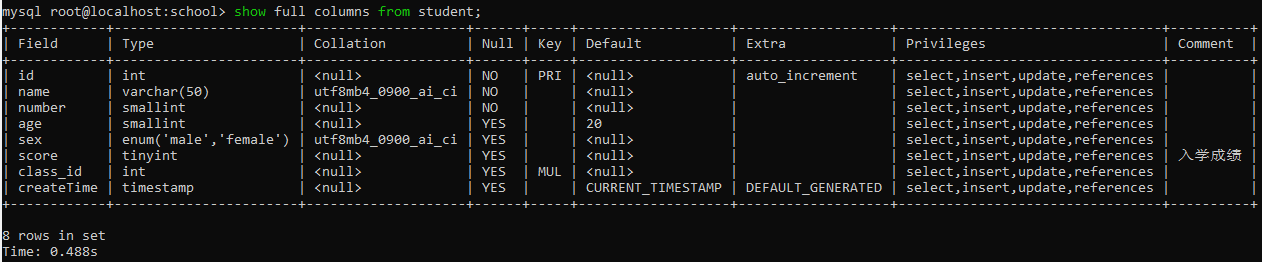 mysql root@localhost:school> show full columns from student;
+------------+-----------------------+--------------------+------+-----+-------------------+-------------------+---------------------------------+----------+
| Field      | Type                  | Collation          | Null | Key | Default           | Extra             | Privileges                      | Comment  |
+------------+-----------------------+--------------------+------+-----+-------------------+-------------------+---------------------------------+----------+
| id         | int                   | <null>             | NO   | PRI | <null>            | auto_increment    | select,insert,update,references |          |
| name       | varchar(50)           | utf8mb4_0900_ai_ci | NO   |     | <null>            |                   | select,insert,update,references |          |
| number     | smallint              | <null>             | NO   |     | <null>            |                   | select,insert,update,references |          |
| age        | smallint              | <null>             | YES  |     | 20                |                   | select,insert,update,references |          |
| sex        | enum('male','female') | utf8mb4_0900_ai_ci | YES  |     | <null>            |                   | select,insert,update,references |          |
| score      | tinyint               | <null>             | YES  |     | <null>            |                   | select,insert,update,references | 入学成绩 |
| class_id   | int                   | <null>             | YES  | MUL | <null>            |                   | select,insert,update,references |          |
| createTime | timestamp             | <null>             | YES  |     | CURRENT_TIMESTAMP | DEFAULT_GENERATED | select,insert,update,references |          |
+------------+-----------------------+--------------------+------+-----+-------------------+-------------------+---------------------------------+----------+
8 rows in set
Time: 0.488s